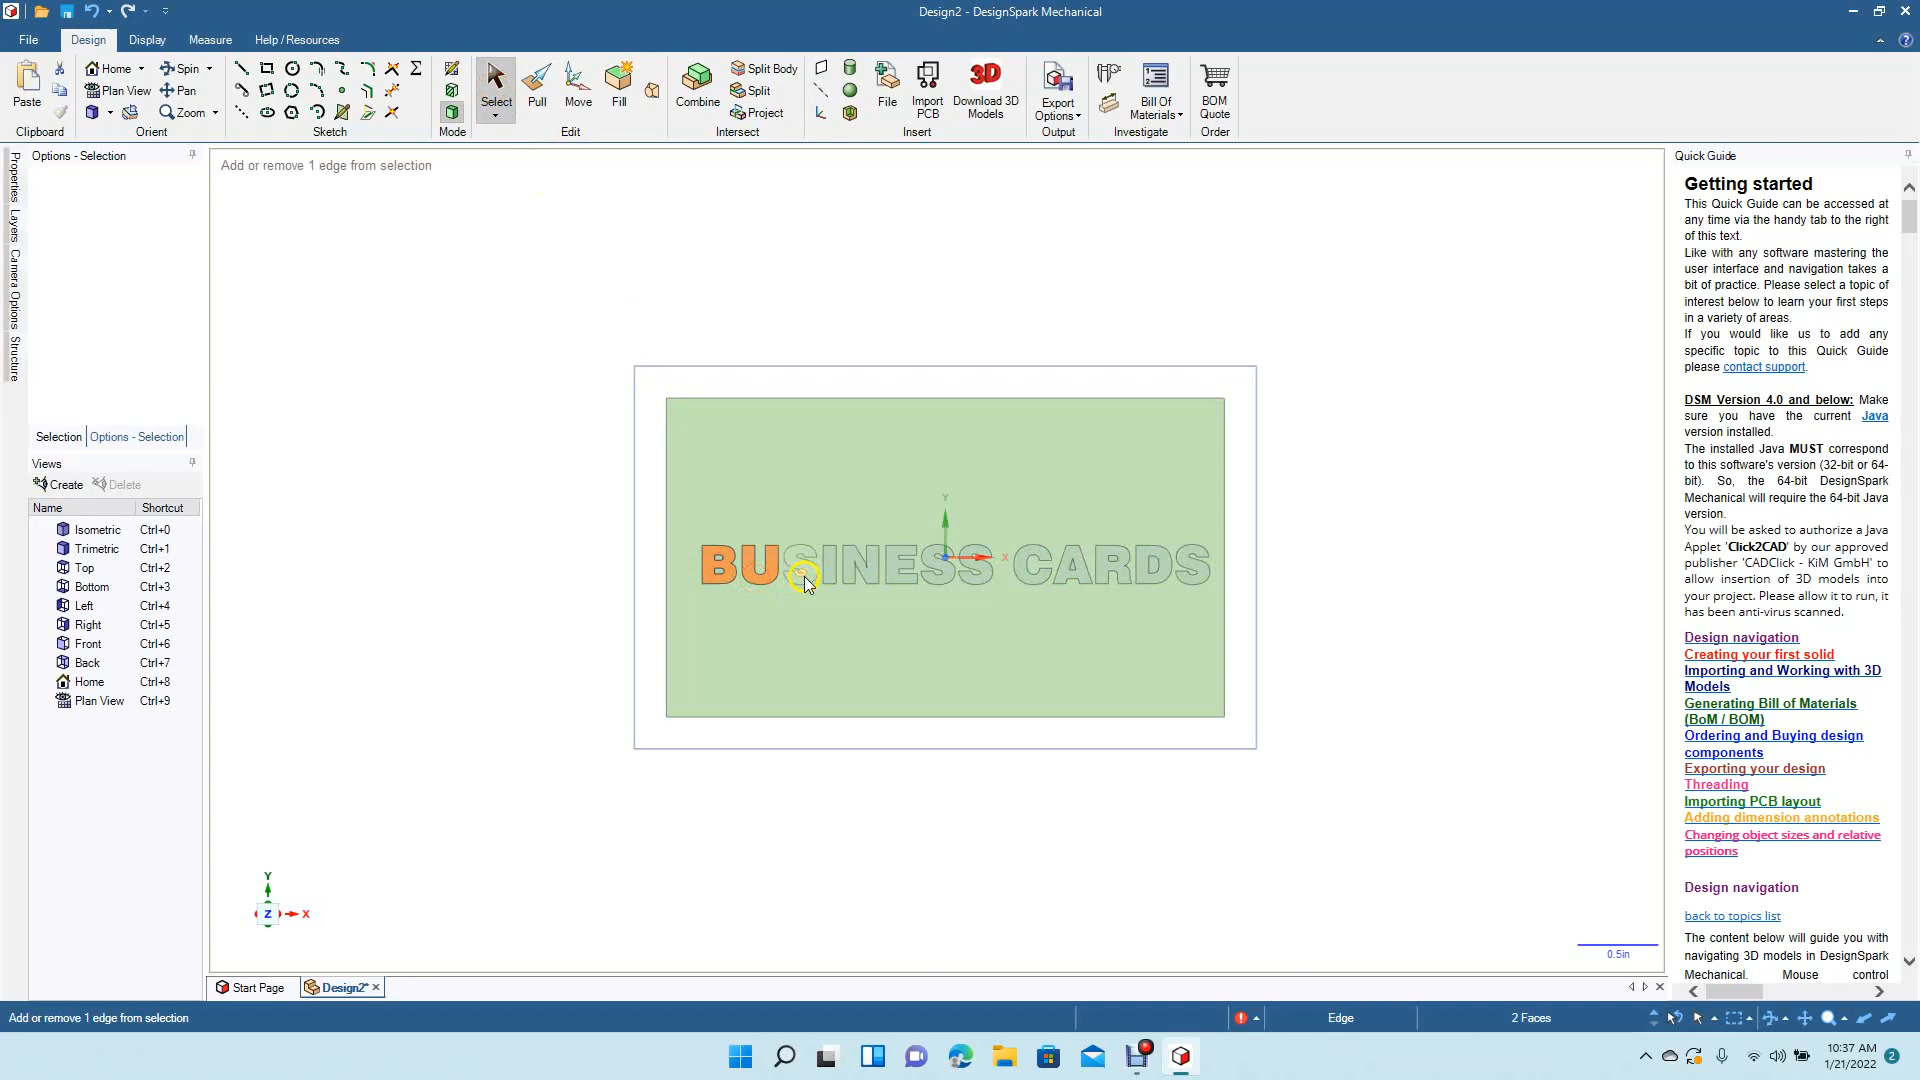 Design2 - DesignSpark Mechanical
File Design Display Measure Help / Resources
Paste
Clipboard
Home Spin
Plan View Pan
Zoom
Orient
Sketch
Mode
Select Pull Move Fill
Edit
Combine
Split Body
Split
Project
Intersect
File
Import PCB
3D
Download 3D Models
Insert
Export Options
Output
Bill Of Materials
Investigate
BOM Quote
Order
Properties
Layers
Camera Options
Structure
Options - Selection
Selection Options - Selection
Views
Create Delete
Name Shortcut
Isometric Ctrl+0
Trimetric Ctrl+1
Top Ctrl+2
Bottom Ctrl+3
Left Ctrl+4
Right Ctrl+5
Front Ctrl+6
Back Ctrl+7
Home Ctrl+8
Plan View Ctrl+9
Add or remove 1 edge from selection
Y
X
BUSINESS CARDS
Y
Z X
0.5in
Start Page Design2*
Quick Guide
Getting started
This Quick Guide can be accessed at
any time via the handy tab to the right
of this text.
Like with any software mastering the
user interface and navigation takes a
bit of practice. Please select a topic of
interest below to learn your first steps
in a variety of areas.
If you would like us to add any
specific topic to this Quick Guide
please contact support.
DSM Version 4.0 and below: Make
sure you have the current Java
version installed.
The installed Java MUST correspond
to this software's version (32-bit or 64-
bit). So, the 64-bit DesignSpark
Mechanical will require the 64-bit Java
version.
You will be asked to authorize a Java
Applet 'Click2CAD' by our approved
publisher 'CADClick - KiM GmbH' to
allow insertion of 3D models into
your project. Please allow it to run, it
has been anti-virus scanned.
Design navigation
Creating your first solid
Importing and Working with 3D
Models
Generating Bill of Materials
(BoM / BOM)
Ordering and Buying design
components
Exporting your design
Threading
Importing PCB layout
Adding dimension annotations
Changing object sizes and relative
positions
Design navigation
back to topics list
The content below will guide you with
navigating 3D models in DesignSpark
Mechanical. Mouse control
Add or remove 1 edge from selection
Edge
2 Faces
10:37 AM
1/21/2022
2